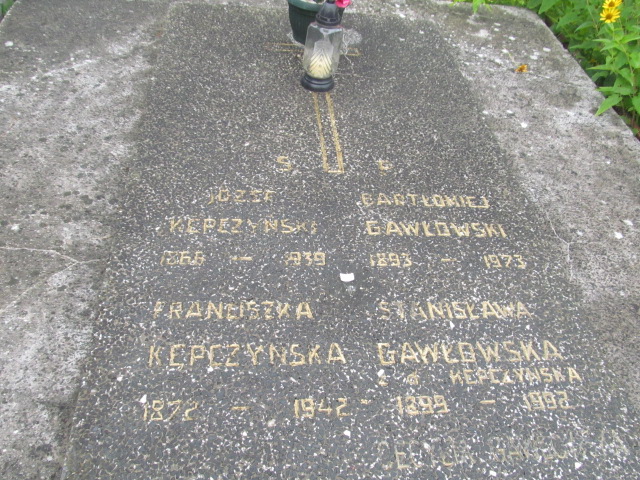 Ś P
JÓZEF BARTŁOMIEJ
KĘPCZYŃSKI GAWŁOWSKI
1868 – 1939 1893 – 1973
FRANCISZKA STANISŁAWA
KĘPCZYŃSKA GAWŁOWSKA
Z D KĘPCZYŃSKA
1872 – 1942 1899 – 1992